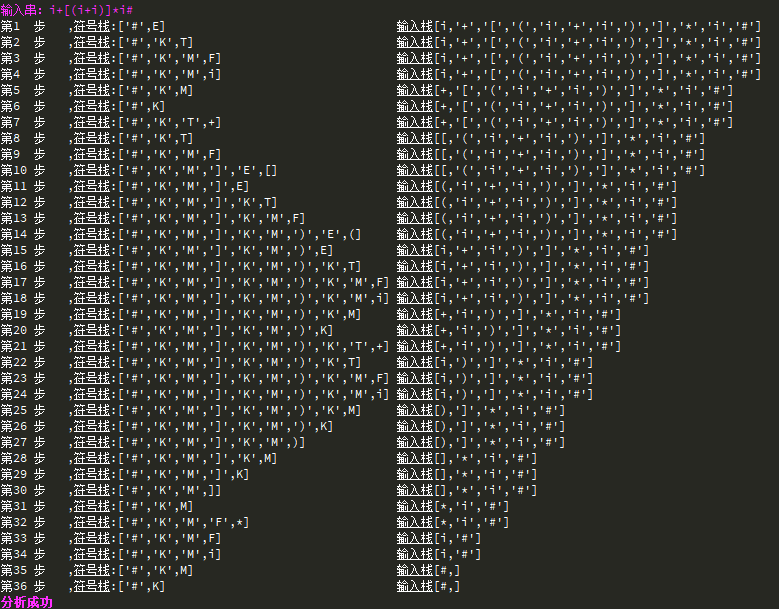 输入串: i+[(i+i)]*i#
第1 步 ,符号栈:['#',E] 输入栈[i,'+','[','(','i','+','i',')',']','*','i','#']
第2 步 ,符号栈:['#','K',T] 输入栈[i,'+','[','(','i','+','i',')',']','*','i','#']
第3 步 ,符号栈:['#','K','M',F] 输入栈[i,'+','[','(','i','+','i',')',']','*','i','#']
第4 步 ,符号栈:['#','K','M',i] 输入栈[i,'+','[','(','i','+','i',')',']','*','i','#']
第5 步 ,符号栈:['#','K',M] 输入栈[+,'[','(','i','+','i',')',']','*','i','#']
第6 步 ,符号栈:['#',K] 输入栈[+,'[','(','i','+','i',')',']','*','i','#']
第7 步 ,符号栈:['#','K','T',+] 输入栈[+,'[','(','i','+','i',')',']','*','i','#']
第8 步 ,符号栈:['#','K',T] 输入栈[[,'(','i','+','i',')',']','*','i','#']
第9 步 ,符号栈:['#','K','M',F] 输入栈[[,'(','i','+','i',')',']','*','i','#']
第10 步 ,符号栈:['#','K','M',']','E',[] 输入栈[[,'(','i','+','i',')',']','*','i','#']
第11 步 ,符号栈:['#','K','M',']',E] 输入栈[(,'i','+','i',')',']','*','i','#']
第12 步 ,符号栈:['#','K','M',']','K',T] 输入栈[(,'i','+','i',')',']','*','i','#']
第13 步 ,符号栈:['#','K','M',']','K','M',F] 输入栈[(,'i','+','i',')',']','*','i','#']
第14 步 ,符号栈:['#','K','M',']','K','M',')','E',(] 输入栈[(,'i','+','i',')',']','*','i','#']
第15 步 ,符号栈:['#','K','M',']','K','M',')',E] 输入栈[i,'+','i',')',']','*','i','#']
第16 步 ,符号栈:['#','K','M',']','K','M',')','K',T] 输入栈[i,'+','i',')',']','*','i','#']
第17 步 ,符号栈:['#','K','M',']','K','M',')','K','M',F] 输入栈[i,'+','i',')',']','*','i','#']
第18 步 ,符号栈:['#','K','M',']','K','M',')','K','M',i] 输入栈[i,'+','i',')',']','*','i','#']
第19 步 ,符号栈:['#','K','M',']','K','M',')','K',M] 输入栈[+,'i',')',']','*','i','#']
第20 步 ,符号栈:['#','K','M',']','K','M',')',K] 输入栈[+,'i',')',']','*','i','#']
第21 步 ,符号栈:['#','K','M',']','K','M',')','K','T',+] 输入栈[+,'i',')',']','*','i','#']
第22 步 ,符号栈:['#','K','M',']','K','M',')','K',T] 输入栈[i,')',']','*','i','#']
第23 步 ,符号栈:['#','K','M',']','K','M',')','K','M',F] 输入栈[i,')',']','*','i','#']
第24 步 ,符号栈:['#','K','M',']','K','M',')','K','M',i] 输入栈[i,')',']','*','i','#']
第25 步 ,符号栈:['#','K','M',']','K','M',')','K',M] 输入栈[),']','*','i','#']
第26 步 ,符号栈:['#','K','M',']','K','M',')',K] 输入栈[),']','*','i','#']
第27 步 ,符号栈:['#','K','M',']','K','M',)] 输入栈[),']','*','i','#']
第28 步 ,符号栈:['#','K','M',']','K',M] 输入栈[],'*','i','#']
第29 步 ,符号栈:['#','K','M',']',K] 输入栈[],'*','i','#']
第30 步 ,符号栈:['#','K','M',]] 输入栈[],'*','i','#']
第31 步 ,符号栈:['#','K',M] 输入栈[*,'i','#']
第32 步 ,符号栈:['#','K','M','F',*] 输入栈[*,'i','#']
第33 步 ,符号栈:['#','K','M',F] 输入栈[i,'#']
第34 步 ,符号栈:['#','K','M',i] 输入栈[i,'#']
第35 步 ,符号栈:['#','K',M] 输入栈[#,]
第36 步 ,符号栈:['#',K] 输入栈[#,]
分析成功